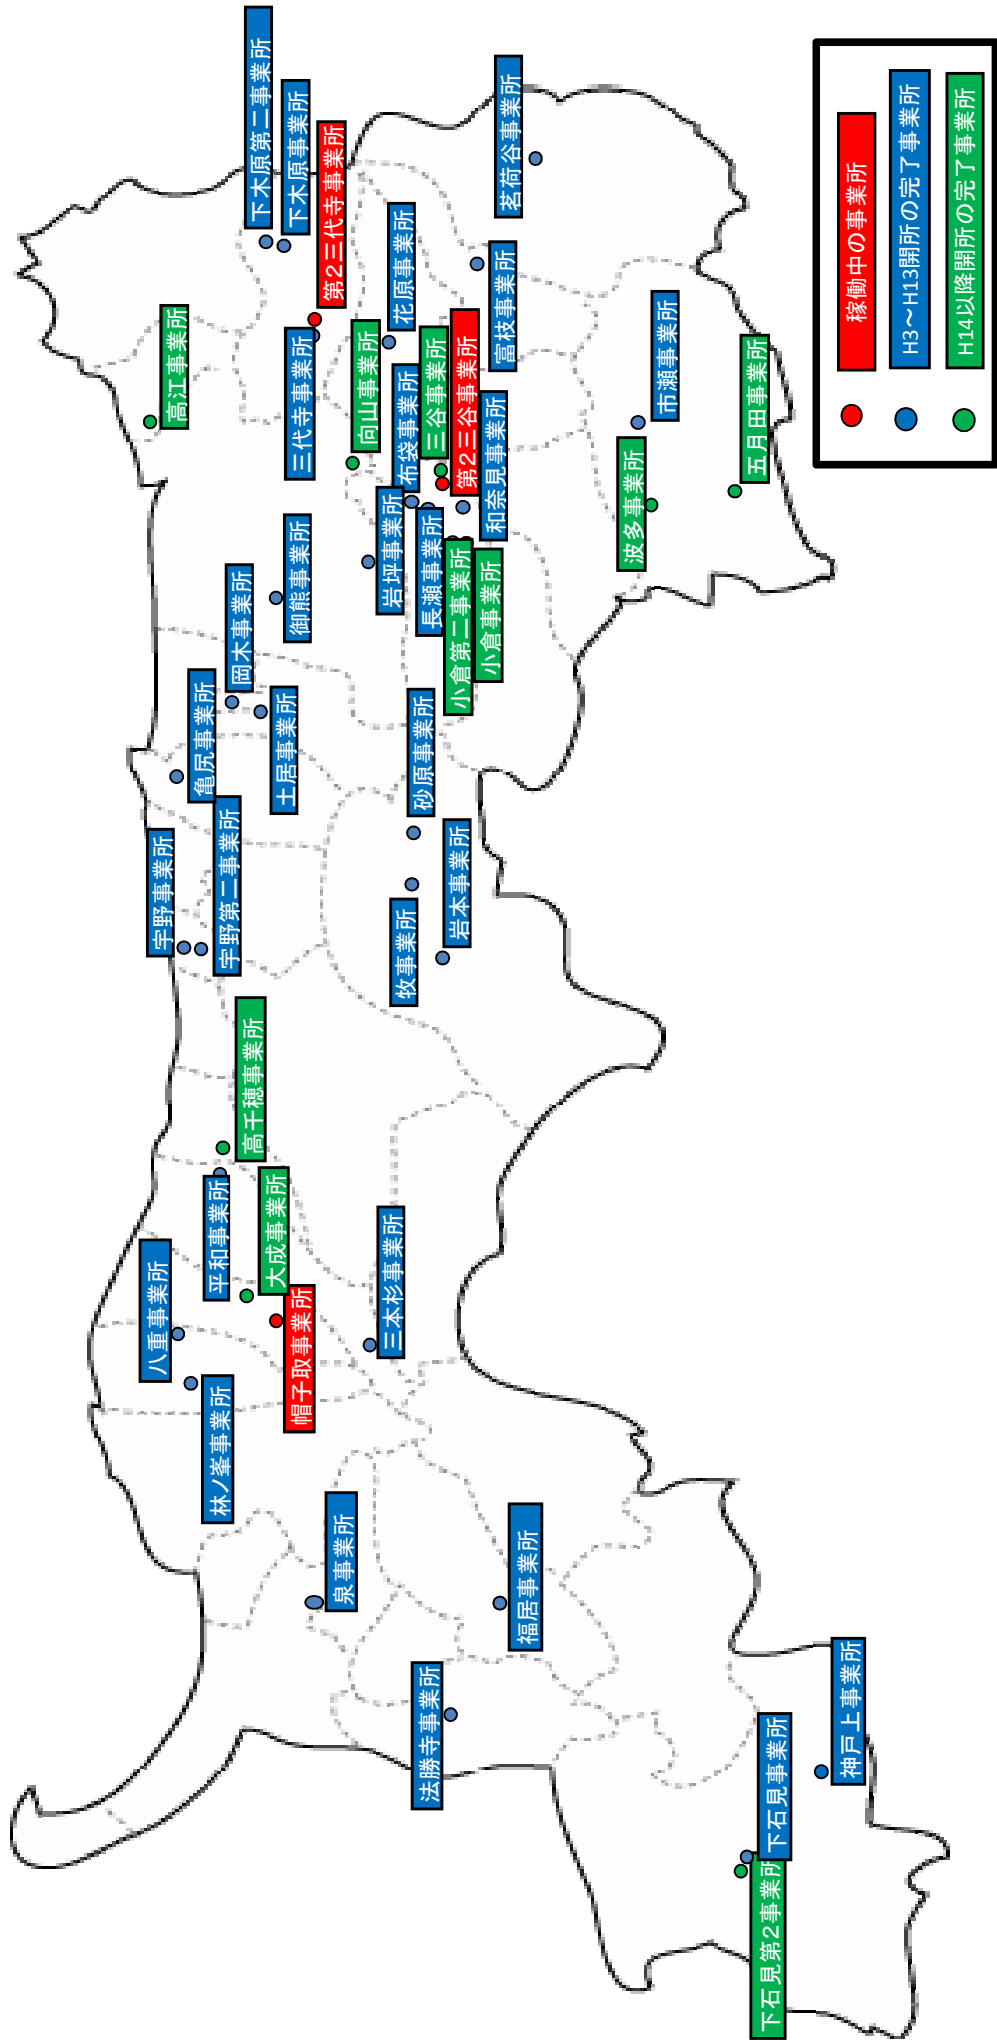 下木原第二事業所
下木原事業所
第2三代寺事業所
高江事業所
三代寺事業所
向山事業所
花原事業所
茗荷谷事業所
富枝事業所
布袋事業所
三谷事業所
第2三谷事業所
和奈見事業所
岩坪事業所
長瀬事業所
小倉第二事業所
小倉事業所
市瀬事業所
波多事業所
五月田事業所
御熊事業所
岡木事業所
土居事業所
亀尻事業所
宇野事業所
宇野第二事業所
砂原事業所
岩本事業所
牧事業所
高千穂事業所
平和事業所
大成事業所
八重事業所
帽子取事業所
三本杉事業所
林ノ峯事業所
泉事業所
福居事業所
法勝寺事業所
神戸上事業所
下石見事業所
下石見第2事業所
稼働中の事業所
H3～H13開所の完了事業所
H14以降開所の完了事業所